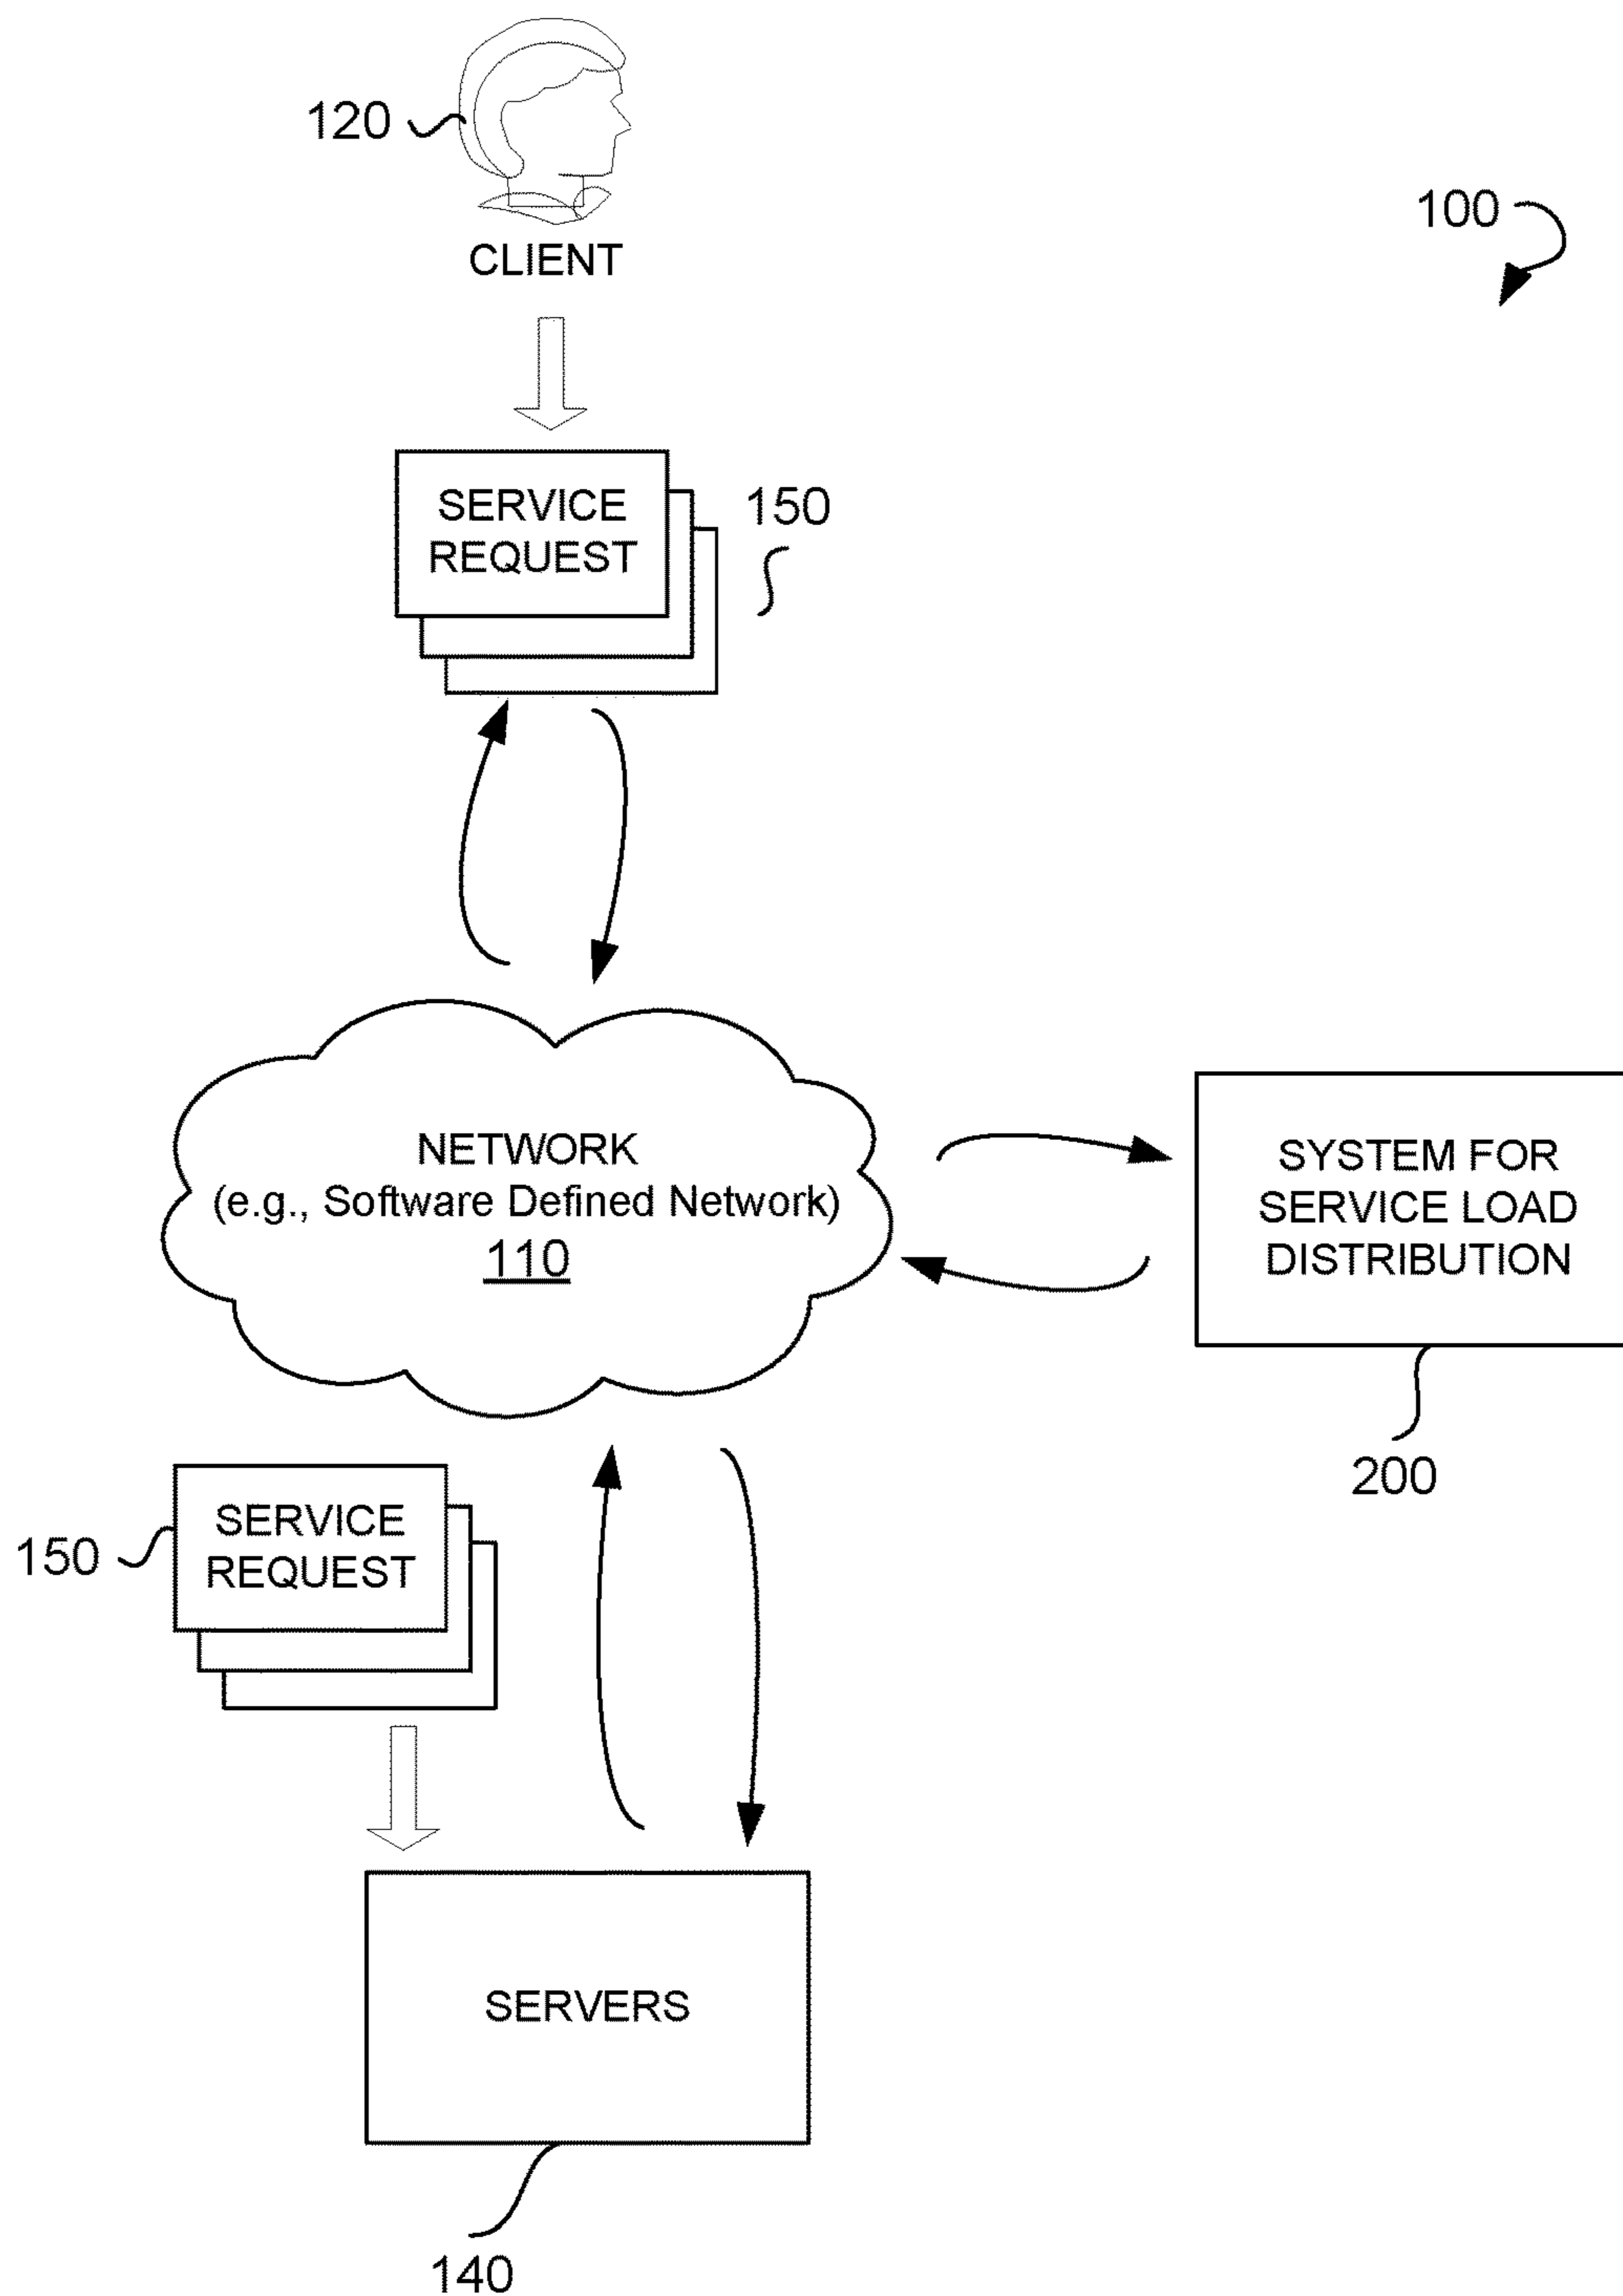 120
CLIENT
100
SERVICE
REQUEST
150
NETWORK
(e.g., Software Defined Network)
110
SYSTEM FOR
SERVICE LOAD
DISTRIBUTION
200
SERVICE
REQUEST
150
SERVERS
140